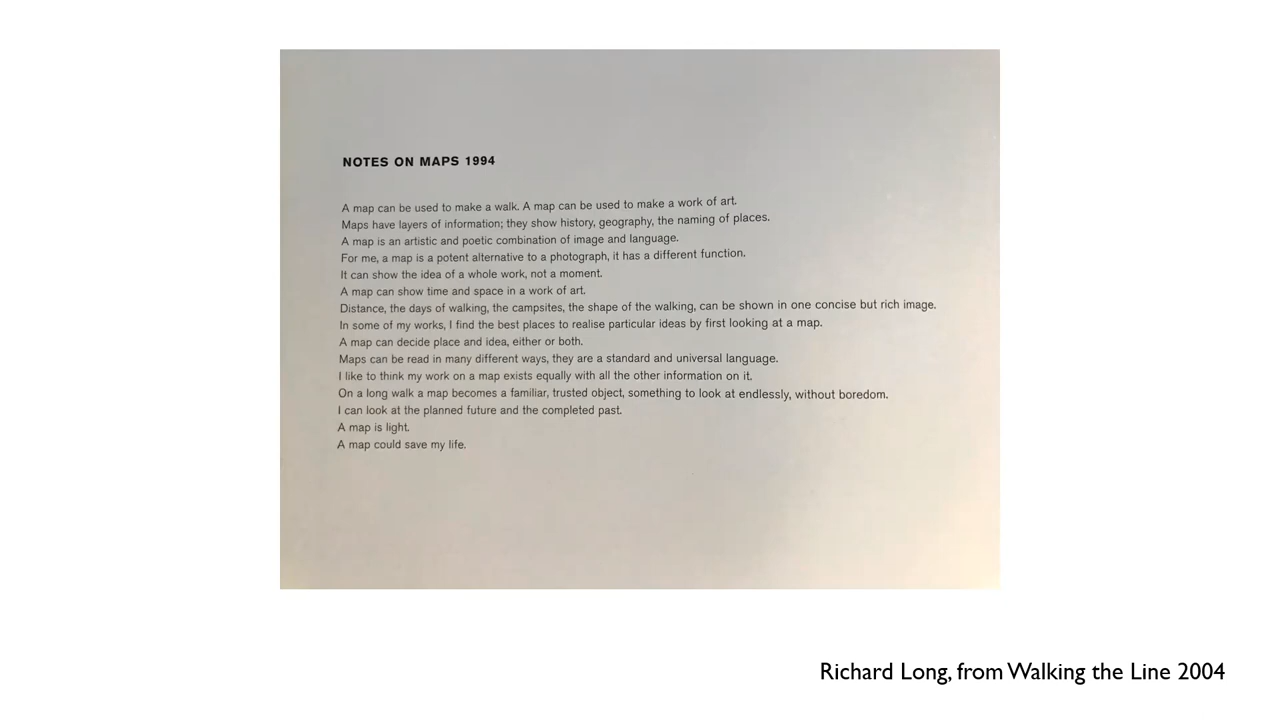 NOTES ON MAPS 1994
A map can be used to make a walk. A map can be used to make a work of art.
Maps have layers of information; they show history, geography, the naming of places.
A map is an artistic and poetic combination of image and language.
For me, a map is a potent alternative to a photograph, it has a different function.
It can show the idea of a whole work, not a moment.
A map can show time and space in a work of art.
Distance, the days of walking, the campsites, the shape of the walking, can be shown in one concise but rich image.
In some of my works, I find the best places to realise particular ideas by first looking at a map.
A map can decide place and idea, either or both.
Maps can be read in many different ways, they are a standard and universal language.
I like to think my work on a map exists equally with all the other information on it.
On a long walk a map becomes a familiar, trusted object, something to look at endlessly, without boredom.
I can look at the planned future and the completed past.
A map is light.
A map could save my life.
Richard Long, from Walking the Line 2004